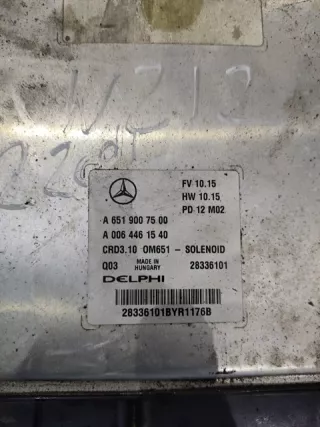 W212
220
FV 10.15
HW 10.15
PD 12 M02
A 651 900 75 00
A 006 446 15 40
CRD3.10 OM651 - SOLENOID
Q03 MADE IN HUNGARY 28336101
DELPHI
28336101BYR1176B